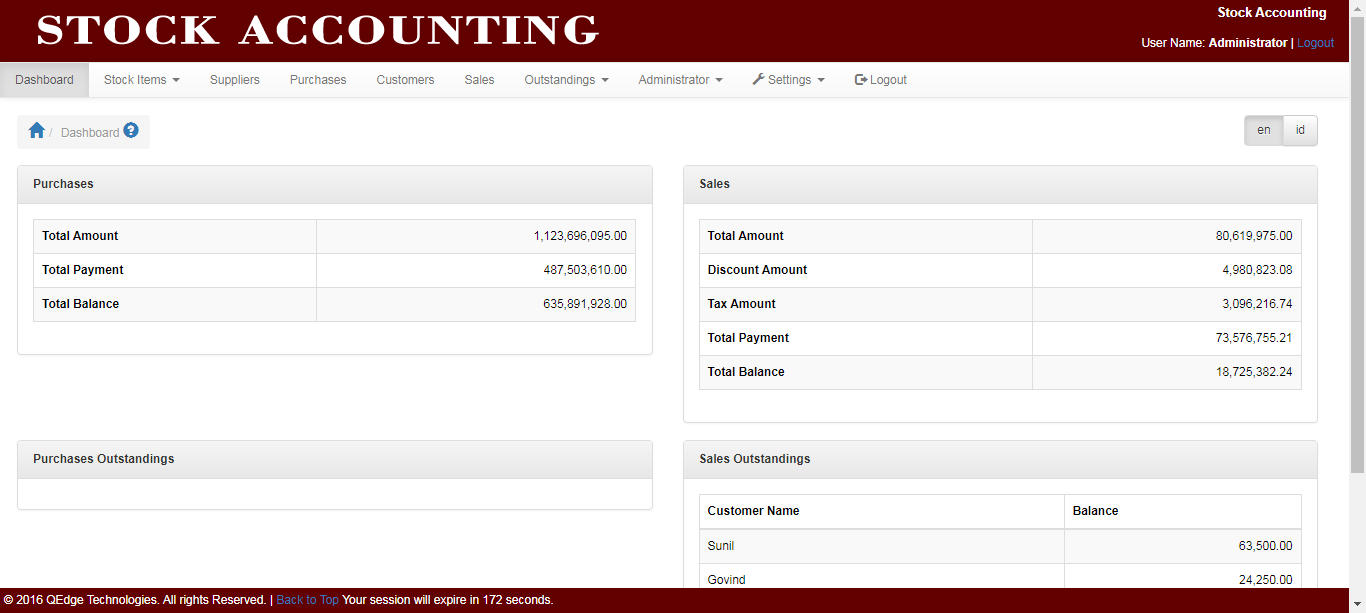 STOCK ACCOUNTING
Stock Accounting
User Name: Administrator | Logout
Dashboard Stock Items Suppliers Purchases Customers Sales Outstandings Administrator Settings Logout
/ Dashboard
en id
Purchases
Total Amount 1,123,696,095.00
Total Payment 487,503,610.00
Total Balance 635,891,928.00
Sales
Total Amount 80,619,975.00
Discount Amount 4,980,823.08
Tax Amount 3,096,216.74
Total Payment 73,576,755.21
Total Balance 18,725,382.24
Purchases Outstandings
Sales Outstandings
Customer Name Balance
Sunil 63,500.00
Govind 24,250.00
© 2016 QEdge Technologies. All rights Reserved. | Back to Top Your session will expire in 172 seconds.